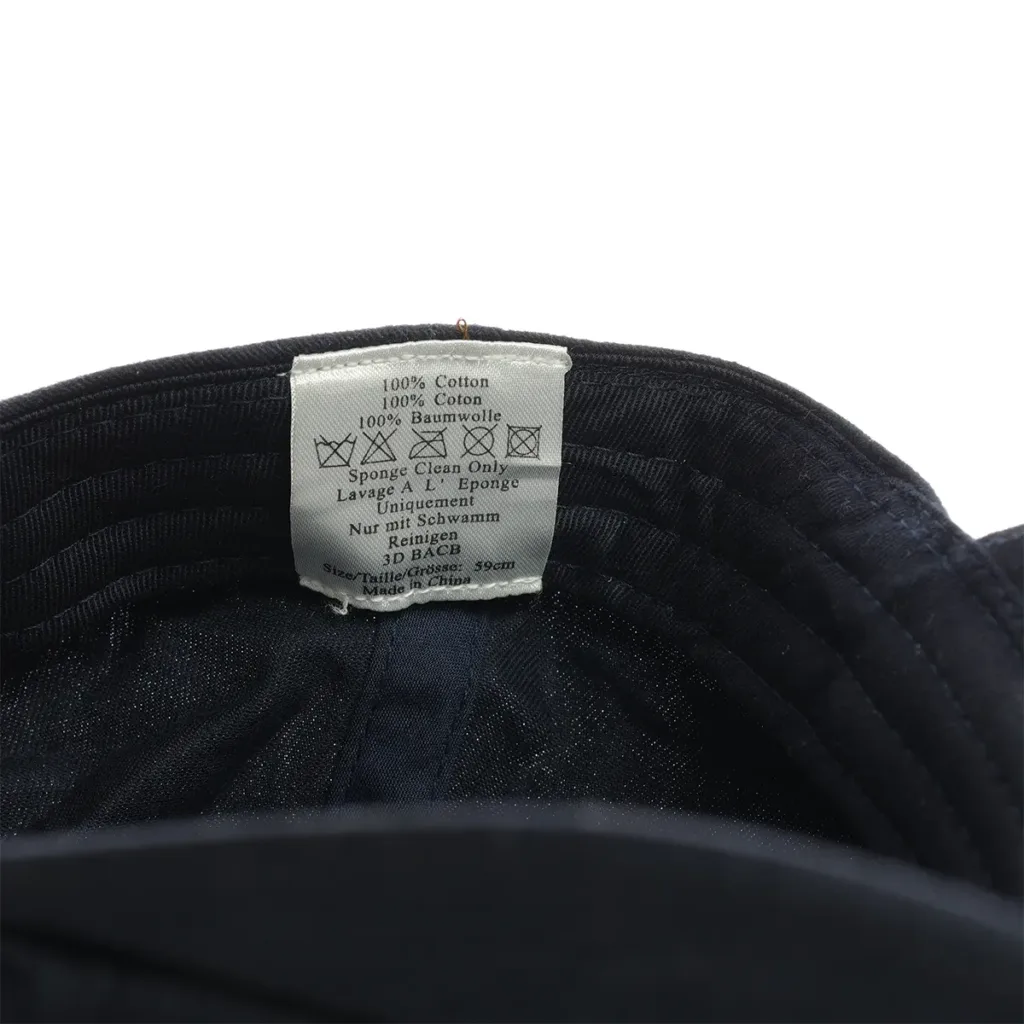 100% Cotton
100% Coton
100% Baumwolle
Sponge Clean Only
Lavage A L' Eponge
Uniquement
Nur mit Schwamm
Reinigen
3D BACB
Size/Taille/Grösse: 59cm
Made in China